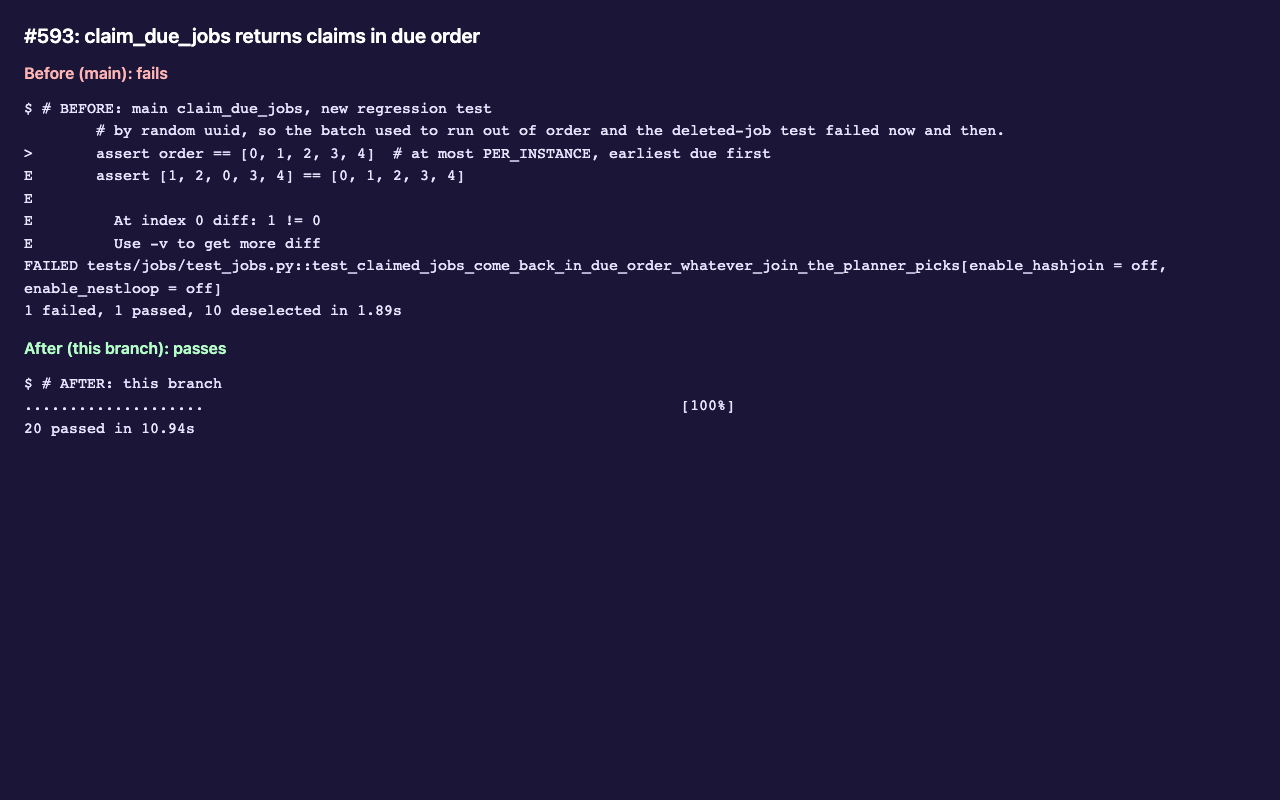 #593: claim_due_jobs returns claims in due order
Before (main): fails
$ # BEFORE: main claim_due_jobs, new regression test
# by random uuid, so the batch used to run out of order and the deleted-job test failed now and then.
> assert order == [0, 1, 2, 3, 4] # at most PER_INSTANCE, earliest due first
E assert [1, 2, 0, 3, 4] == [0, 1, 2, 3, 4]
E
E At index 0 diff: 1 != 0
E Use -v to get more diff
FAILED tests/jobs/test_jobs.py::test_claimed_jobs_come_back_in_due_order_whatever_join_the_planner_picks[enable_hashjoin = off,
enable_nestloop = off]
1 failed, 1 passed, 10 deselected in 1.89s
After (this branch): passes
$ # AFTER: this branch
.................... [100%]
20 passed in 10.94s